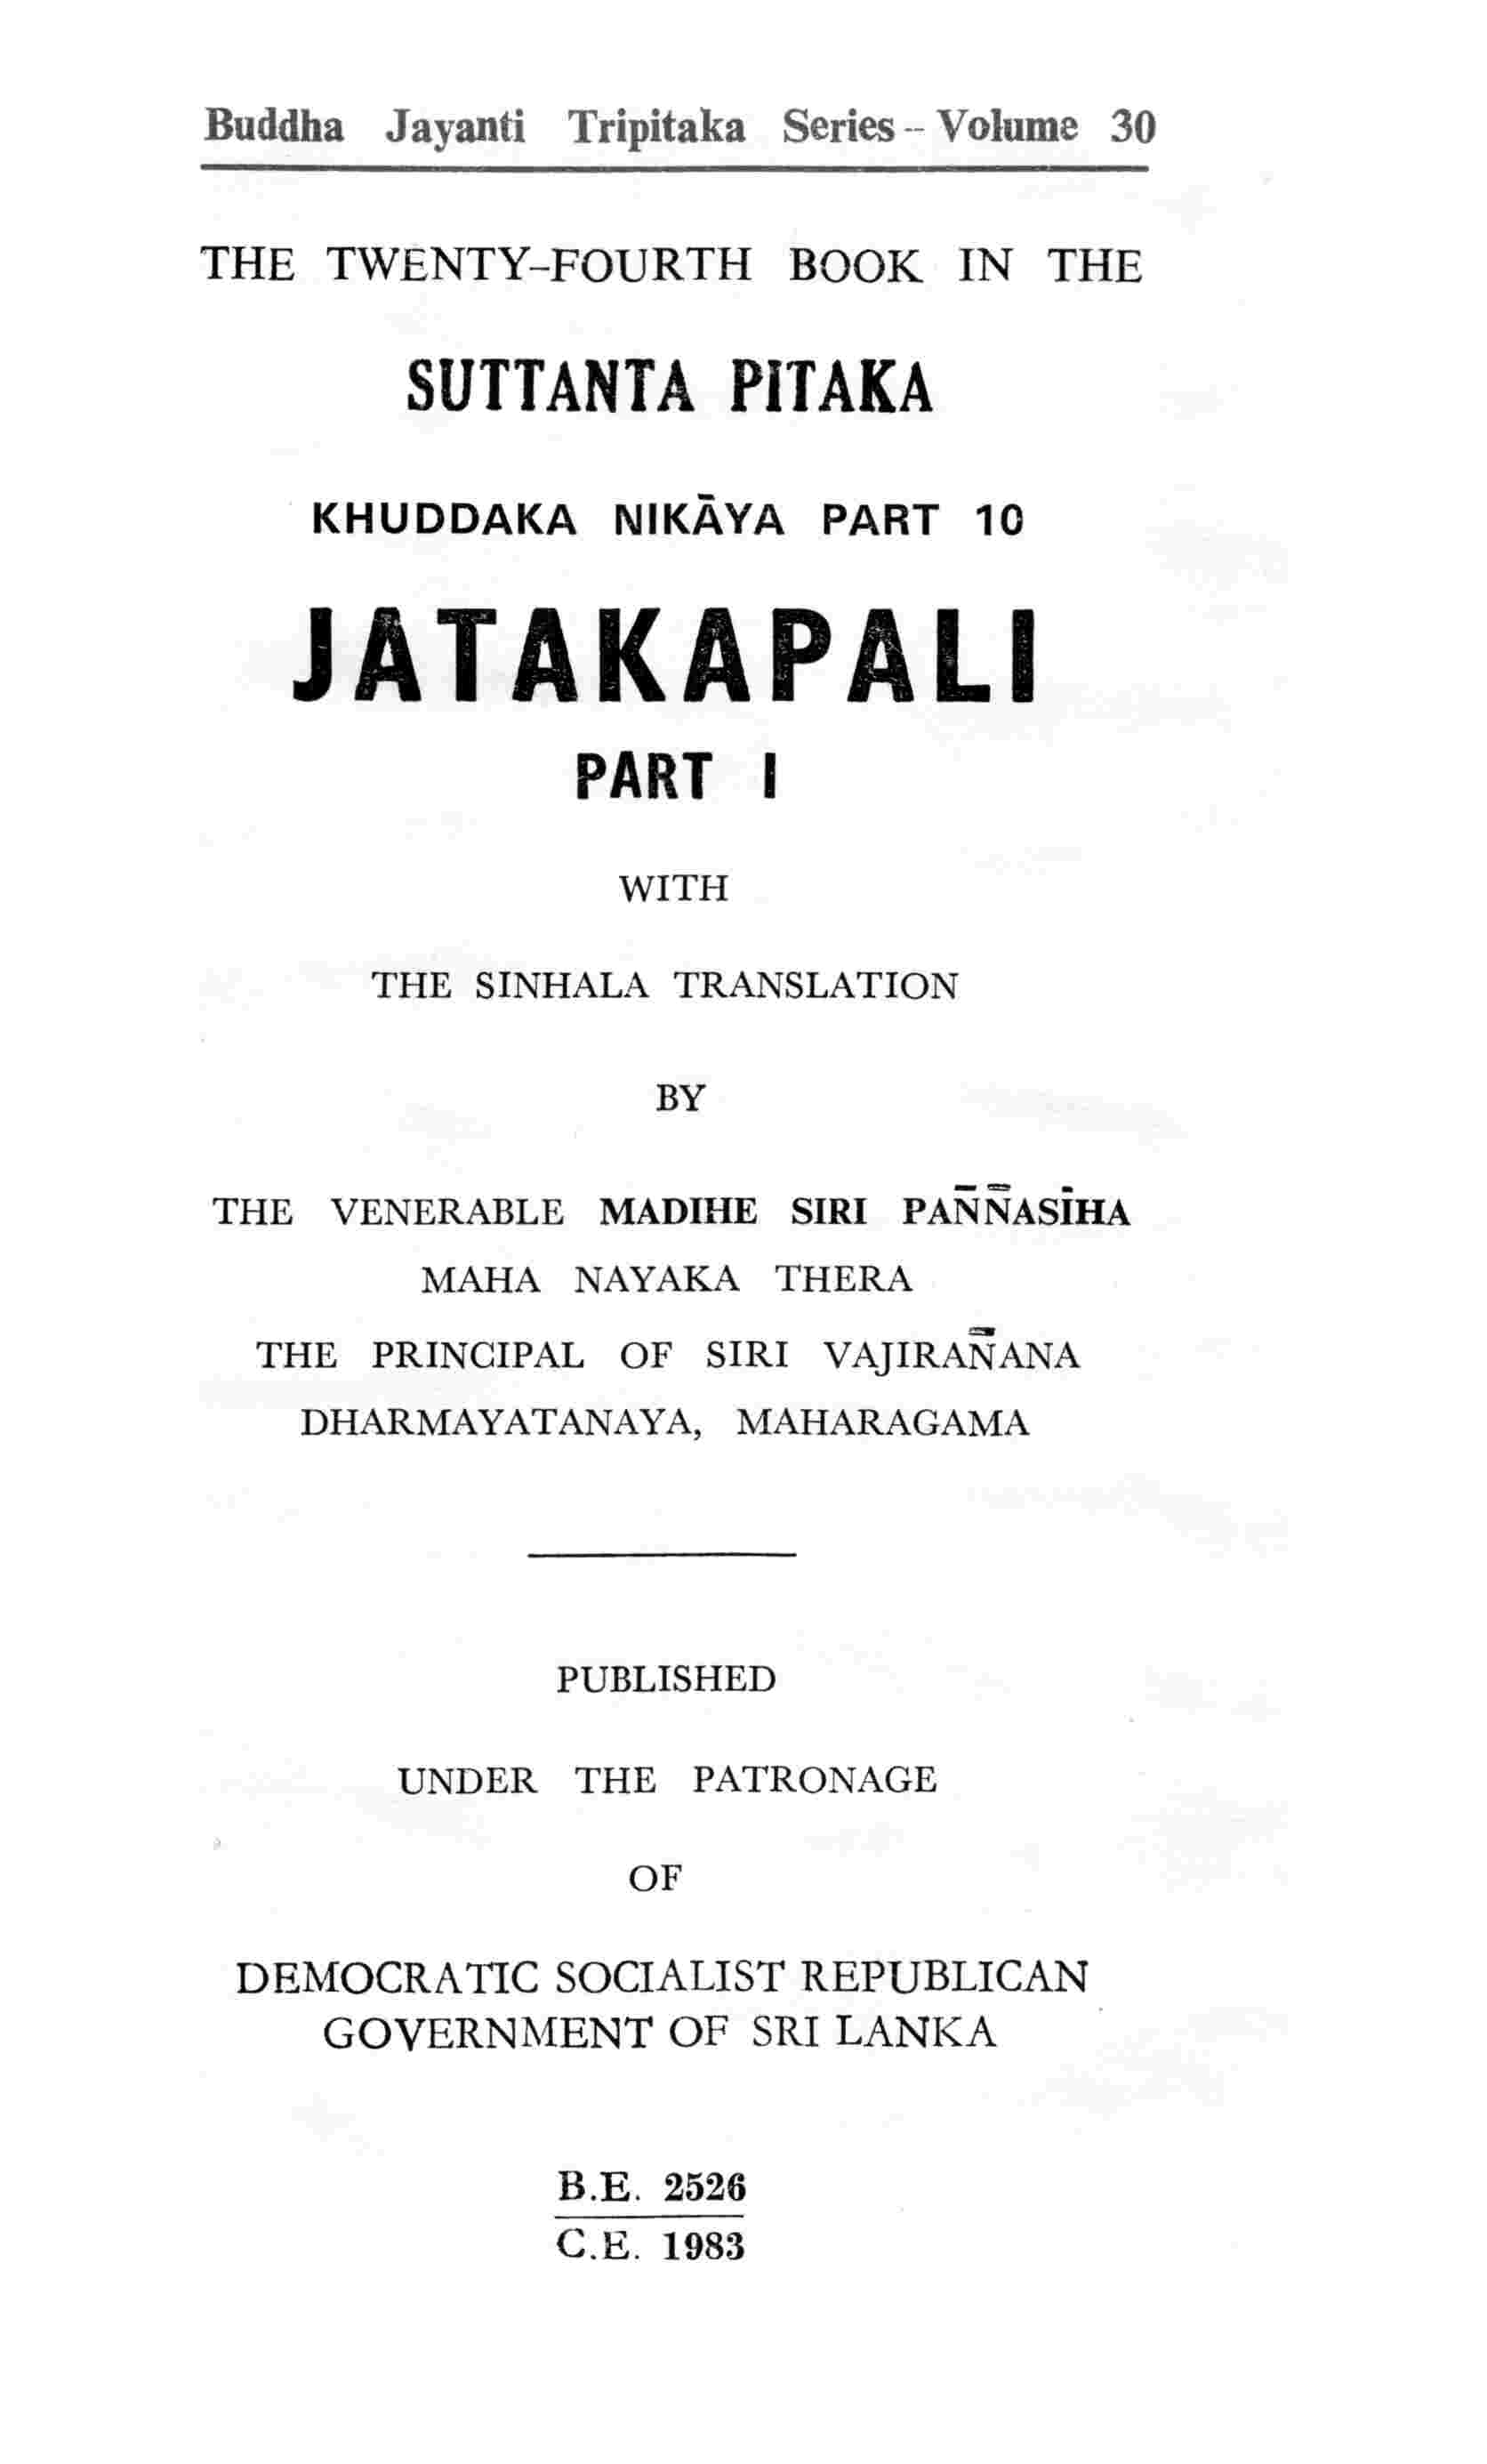 Buddha Jayanti Tripitaka Series – Volume 30
THE TWENTY–FOURTH BOOK IN THE
SUTTANTA PITAKA
KHUDDAKA NIKĀYA PART 10
JATAKAPALI
PART I
WITH
THE SINHALA TRANSLATION
BY
THE VENERABLE MADIHE SIRI PAÑÑASĪHA
MAHA NAYAKA THERA
THE PRINCIPAL OF SIRI VAJIRAÑANA
DHARMAYATANAYA, MAHARAGAMA
PUBLISHED
UNDER THE PATRONAGE
OF
DEMOCRATIC SOCIALIST REPUBLICAN
GOVERNMENT OF SRI LANKA
B.E. 2526
C.E. 1983